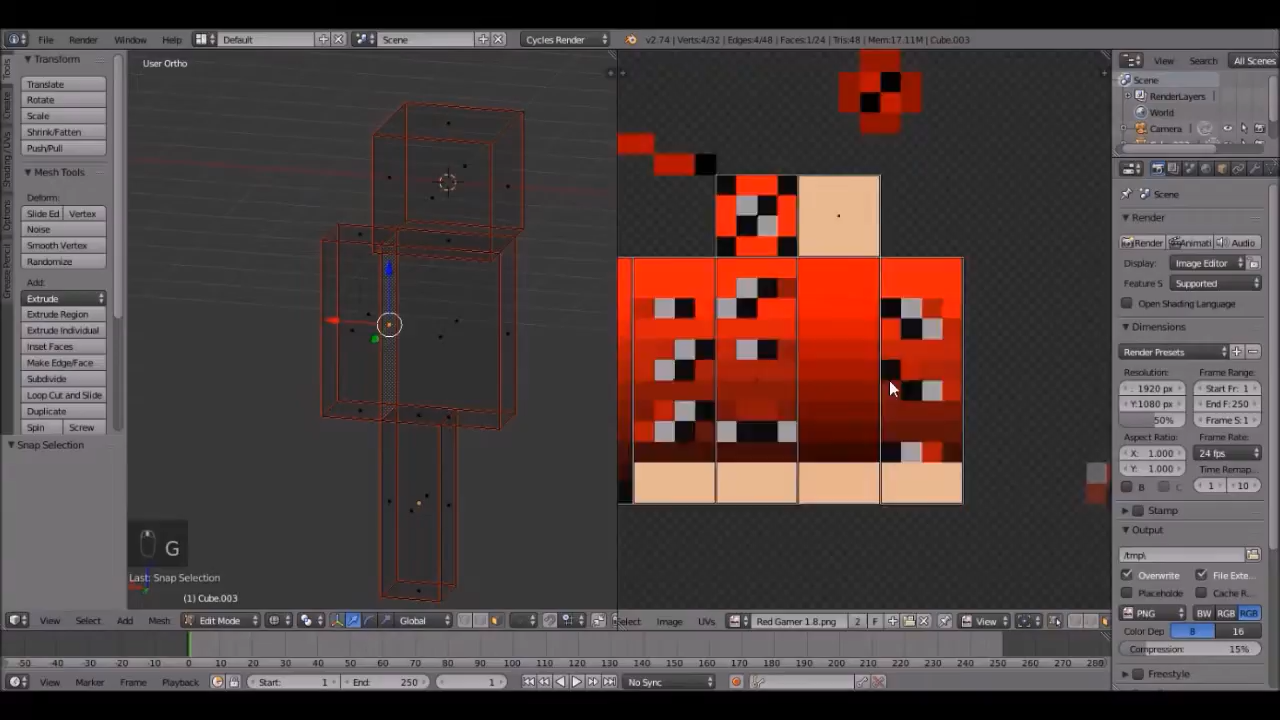 File Render Window Help Default Scene Cycles Render v2.74 | Verts:4/32 | Edges:4/48 | Faces:1/24 | Tris:48 | Mem:17.11M | Cube.003
Transform
Translate
Rotate
Scale
Shrink/Fatten
Push/Pull
Mesh Tools
Deform:
Slide Ed Vertex
Noise
Smooth Vertex
Randomize
Add:
Extrude
Extrude Region
Extrude Individual
Inset Faces
Make Edge/Face
Subdivide
Loop Cut and Slide
Duplicate
Spin Screw
Snap Selection
Tools
Create
Shading / UVs
Options
Grease Pencil
User Ortho
G
Last: Snap Selection
(1) Cube.003
View Select Add Mesh Edit Mode Global
elect Image UVs Red Gamer 1.8.png 2 F View
View Search All Scenes
Scene
RenderLayers
World
Camera
Scene
Render
Render Animati Audio
Display: Image Editor
Feature S Supported
Open Shading Language
Dimensions
Render Presets
Resolution: Frame Range:
: 1920 px Start Fr: 1
Y:1080 px End F: 250
50% Frame S:1
Aspect Ratio: Frame Rate:
X: 1.000 24 fps
Y: 1.000 Time Remap...
B C 1 10
Stamp
Output
/tmp\
Overwrite File Exte...
Placeholde Cache R...
PNG BW RGB RGB
Color Dep 8 16
Compression: 15%
Freestyle
-50 -40 -30 -20 -10 0 10 20 30 40 50 60 70 80 90 100 110 120 130 140 150 160 170 180 190 200 210 220 230 240 250 260 270 280
View Marker Frame Playback Start: 1 End: 250 1 No Sync